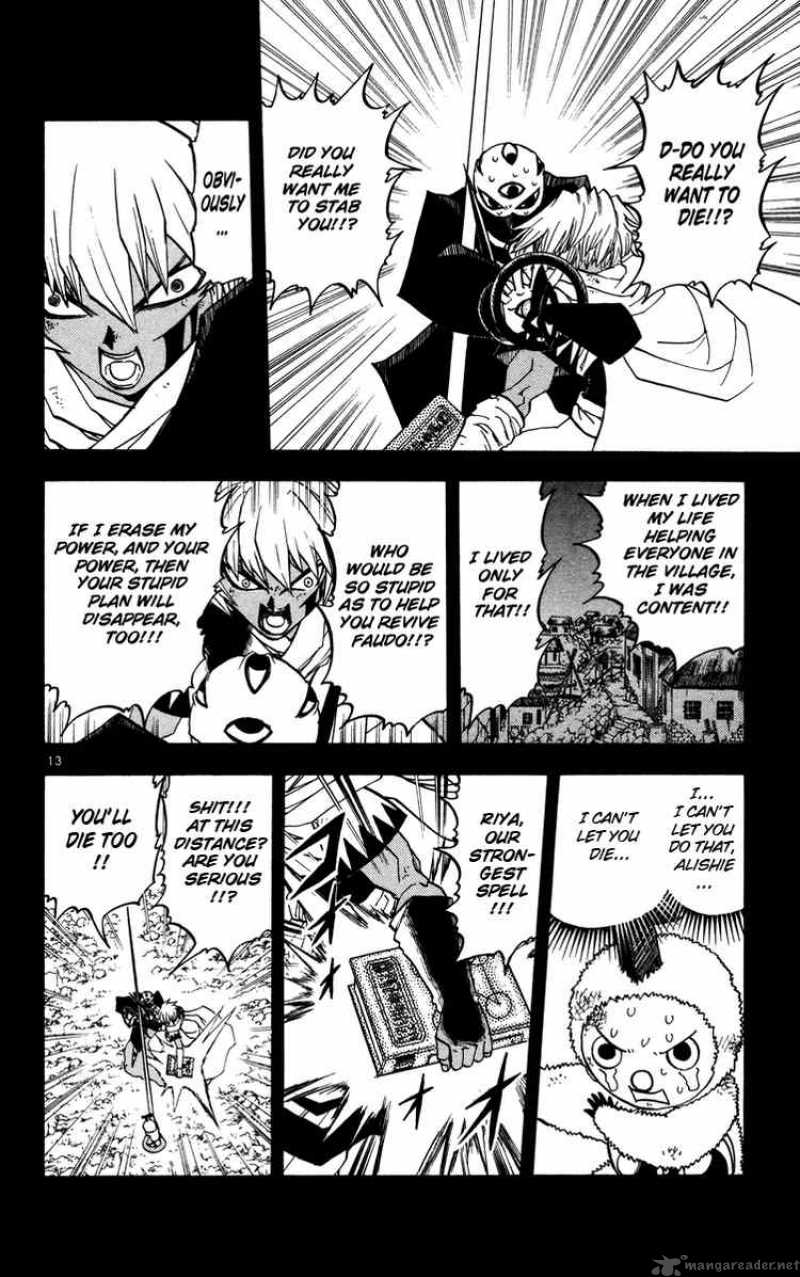 D-DO YOU
REALLY
WANT TO
DIE!!?
DID YOU
REALLY
WANT ME
TO STAB
YOU!!?
OBVI-
OUSLY
...
WHEN I LIVED
MY LIFE
HELPING
EVERYONE IN
THE VILLAGE,
I WAS
CONTENT!!
I LIVED
ONLY
FOR
THAT!!
WHO
WOULD BE
SO STUPID
AS TO HELP
YOU REVIVE
FAUDO!!?
IF I ERASE MY
POWER, AND YOUR
POWER, THEN
YOUR STUPID
PLAN WILL
DISAPPEAR,
TOO!!!
13
I...
I CAN'T
LET YOU
DO THAT,
ALISHIE
...
I CAN'T
LET YOU
DIE...
RIYA,
OUR
STRON-
GEST
SPELL
!!!
SHIT!!!
AT THIS
DISTANCE?
ARE YOU
SERIOUS
!!?
YOU'LL
DIE TOO
!!
mangareader.net